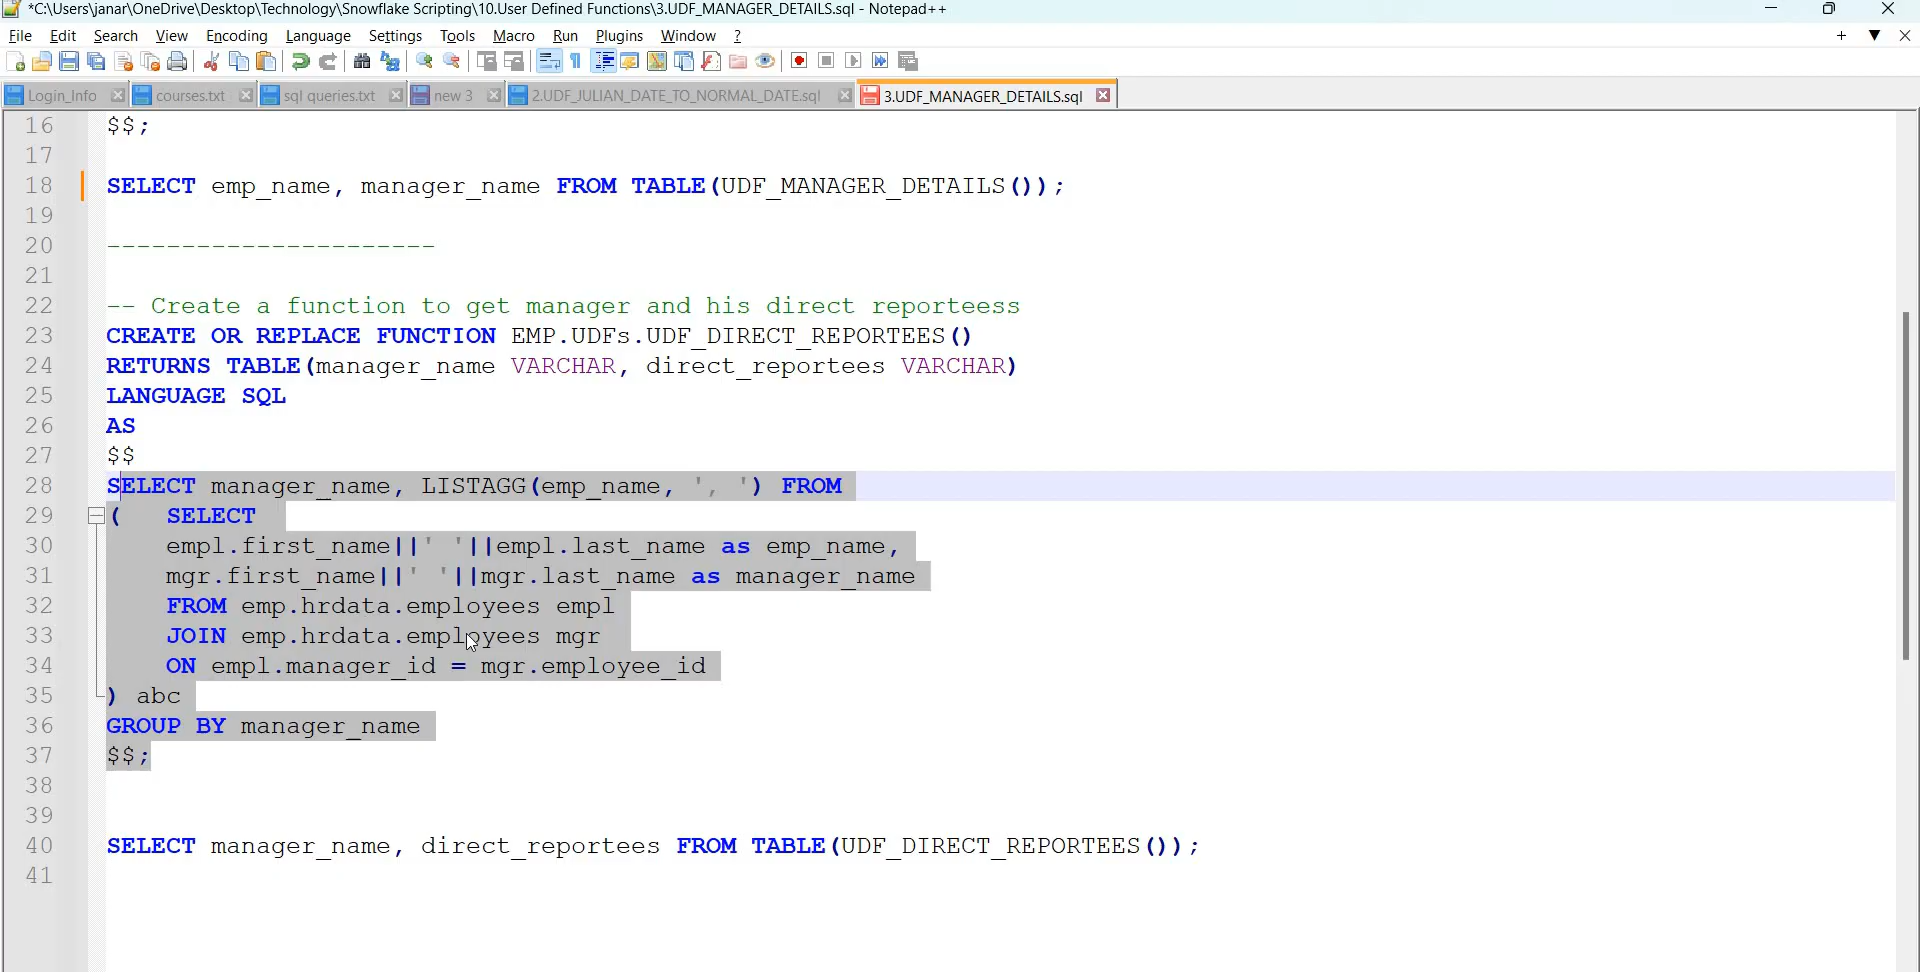 *C:\Users\janar\OneDrive\Desktop\Technology\Snowflake Scripting\10.User Defined Functions\3.UDF_MANAGER_DETAILS.sql - Notepad++
File Edit Search View Encoding Language Settings Tools Macro Run Plugins Window ?
Login_Info courses.txt sql queries.txt new 3 2.UDF_JULIAN_DATE_TO_NORMAL_DATE.sql 3.UDF_MANAGER_DETAILS.sql
16 $$;
17
18 SELECT emp_name, manager_name FROM TABLE(UDF_MANAGER_DETAILS());
19
20 ----------------------
21
22 -- Create a function to get manager and his direct reporteess
23 CREATE OR REPLACE FUNCTION EMP.UDFs.UDF_DIRECT_REPORTEES()
24 RETURNS TABLE(manager_name VARCHAR, direct_reportees VARCHAR)
25 LANGUAGE SQL
26 AS
27 $$
28 SELECT manager_name, LISTAGG(emp_name, ', ') FROM
29 (   SELECT
30     empl.first_name||' '||empl.last_name as emp_name,
31     mgr.first_name||' '||mgr.last_name as manager_name
32     FROM emp.hrdata.employees empl
33     JOIN emp.hrdata.employees mgr
34     ON empl.manager_id = mgr.employee_id
35 ) abc
36 GROUP BY manager_name
37 $$;
38
39
40 SELECT manager_name, direct_reportees FROM TABLE(UDF_DIRECT_REPORTEES());
41